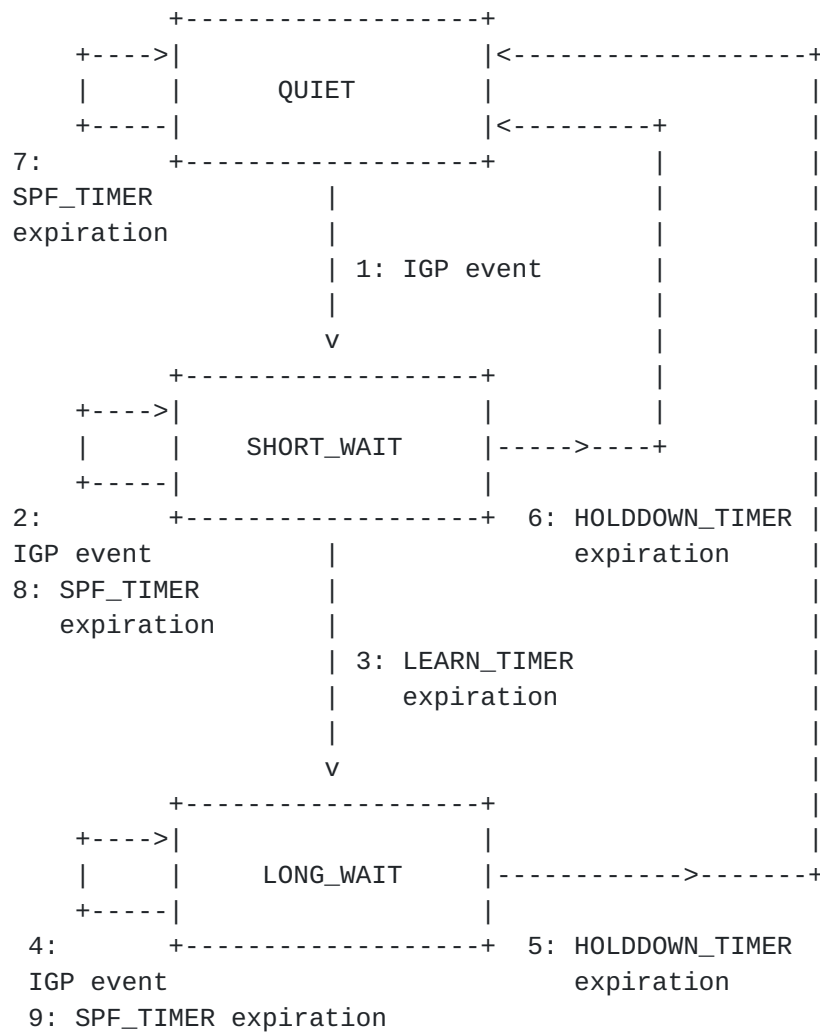 QUIET
7:
SPF_TIMER
expiration
1: IGP event
SHORT_WAIT
2:
6: HOLDDOWN_TIMER
IGP event
expiration
8: SPF_TIMER
expiration
3: LEARN_TIMER
expiration
LONG_WAIT
4:
5: HOLDDOWN_TIMER
IGP event
expiration
9: SPF_TIMER expiration